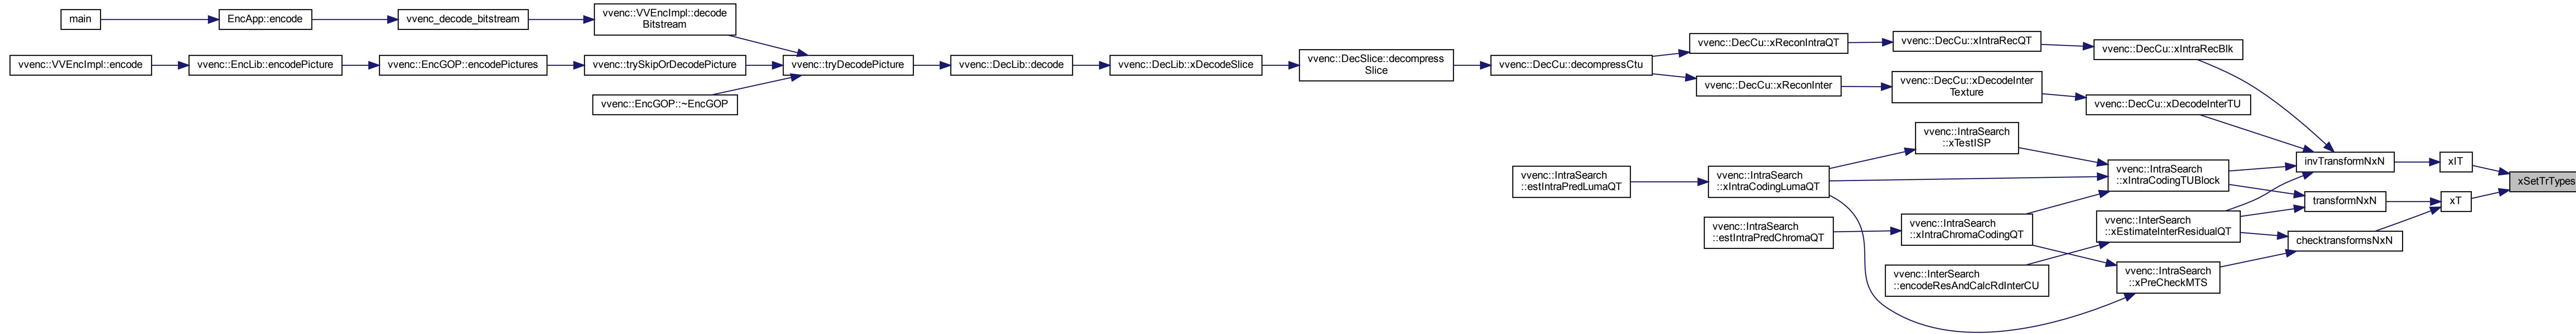 main
EncApp::encode
vvenc_decode_bitstream
vvenc::VVEncImpl::decode
Bitstream
vvenc::VVEncImpl::encode
vvenc::EncLib::encodePicture
vvenc::EncGOP::encodePictures
vvenc::trySkipOrDecodePicture
vvenc::EncGOP::~EncGOP
vvenc::tryDecodePicture
vvenc::DecLib::decode
vvenc::DecLib::xDecodeSlice
vvenc::DecSlice::decompress
Slice
vvenc::DecCu::decompressCtu
vvenc::DecCu::xReconIntraQT
vvenc::DecCu::xIntraRecQT
vvenc::DecCu::xIntraRecBlk
vvenc::DecCu::xReconInter
vvenc::DecCu::xDecodeInter
Texture
vvenc::DecCu::xDecodeInterTU
vvenc::IntraSearch
::xTestISP
vvenc::IntraSearch
::estIntraPredLumaQT
vvenc::IntraSearch
::xIntraCodingLumaQT
vvenc::IntraSearch
::xIntraCodingTUBlock
invTransformNxN
xIT
xSetTrTypes
transformNxN
xT
vvenc::IntraSearch
::estIntraPredChromaQT
vvenc::IntraSearch
::xIntraChromaCodingQT
vvenc::InterSearch
::xEstimateInterResidualQT
checktransformsNxN
vvenc::InterSearch
::encodeResAndCalcRdInterCU
vvenc::IntraSearch
::xPreCheckMTS